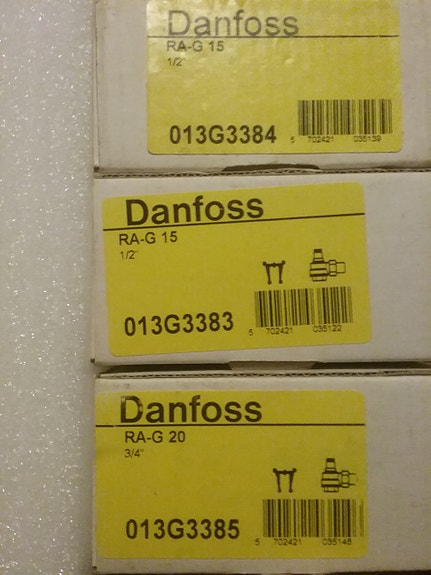 Danfoss
RA-G 15
1/2"
013G3384
5 702421 035139
Danfoss
RA-G 15
1/2"
013G3383
5 702421 035122
Danfoss
RA-G 20
3/4"
013G3385
5 702421 035146